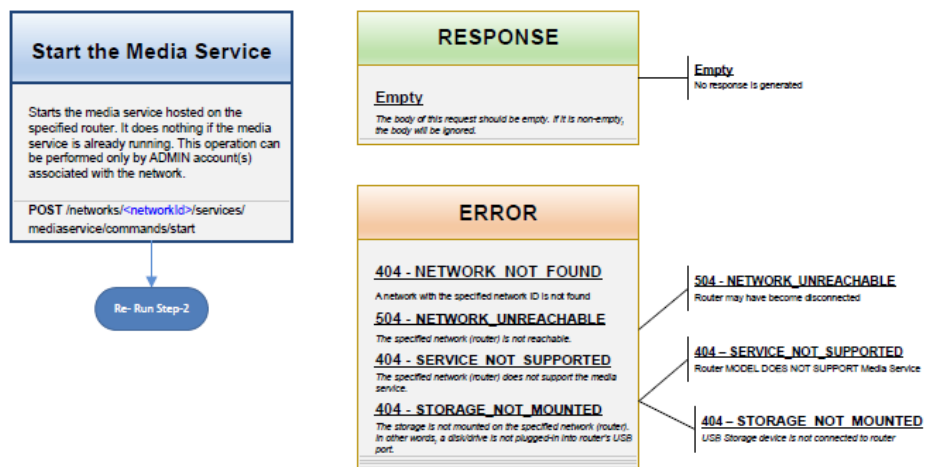 Start the Media Service
Starts the media service hosted on the
specified router. It does nothing if the media
service is already running. This operation can
be performed only by ADMIN account(s)
associated with the network.
POST /networks/<networkId>/services/
mediaservice/commands/start
Re- Run Step-2
RESPONSE
Empty
The body of this request should be empty. If it is non-empty,
the body will be ignored.
Empty
No response is generated
ERROR
404 - NETWORK_NOT_FOUND
A network with the specified network ID is not found
504 - NETWORK_UNREACHABLE
The specified network (router) is not reachable.
404 - SERVICE_NOT_SUPPORTED
The specified network (router) does not support the media
service.
404 - STORAGE_NOT_MOUNTED
The storage is not mounted on the specified network (router).
In other words, a disk/drive is not plugged-in into router's USB
port.
504 - NETWORK_UNREACHABLE
Router may have become disconnected
404 – SERVICE_NOT_SUPPORTED
Router MODEL DOES NOT SUPPORT Media Service
404 – STORAGE_NOT_MOUNTED
USB Storage device is not connected to router